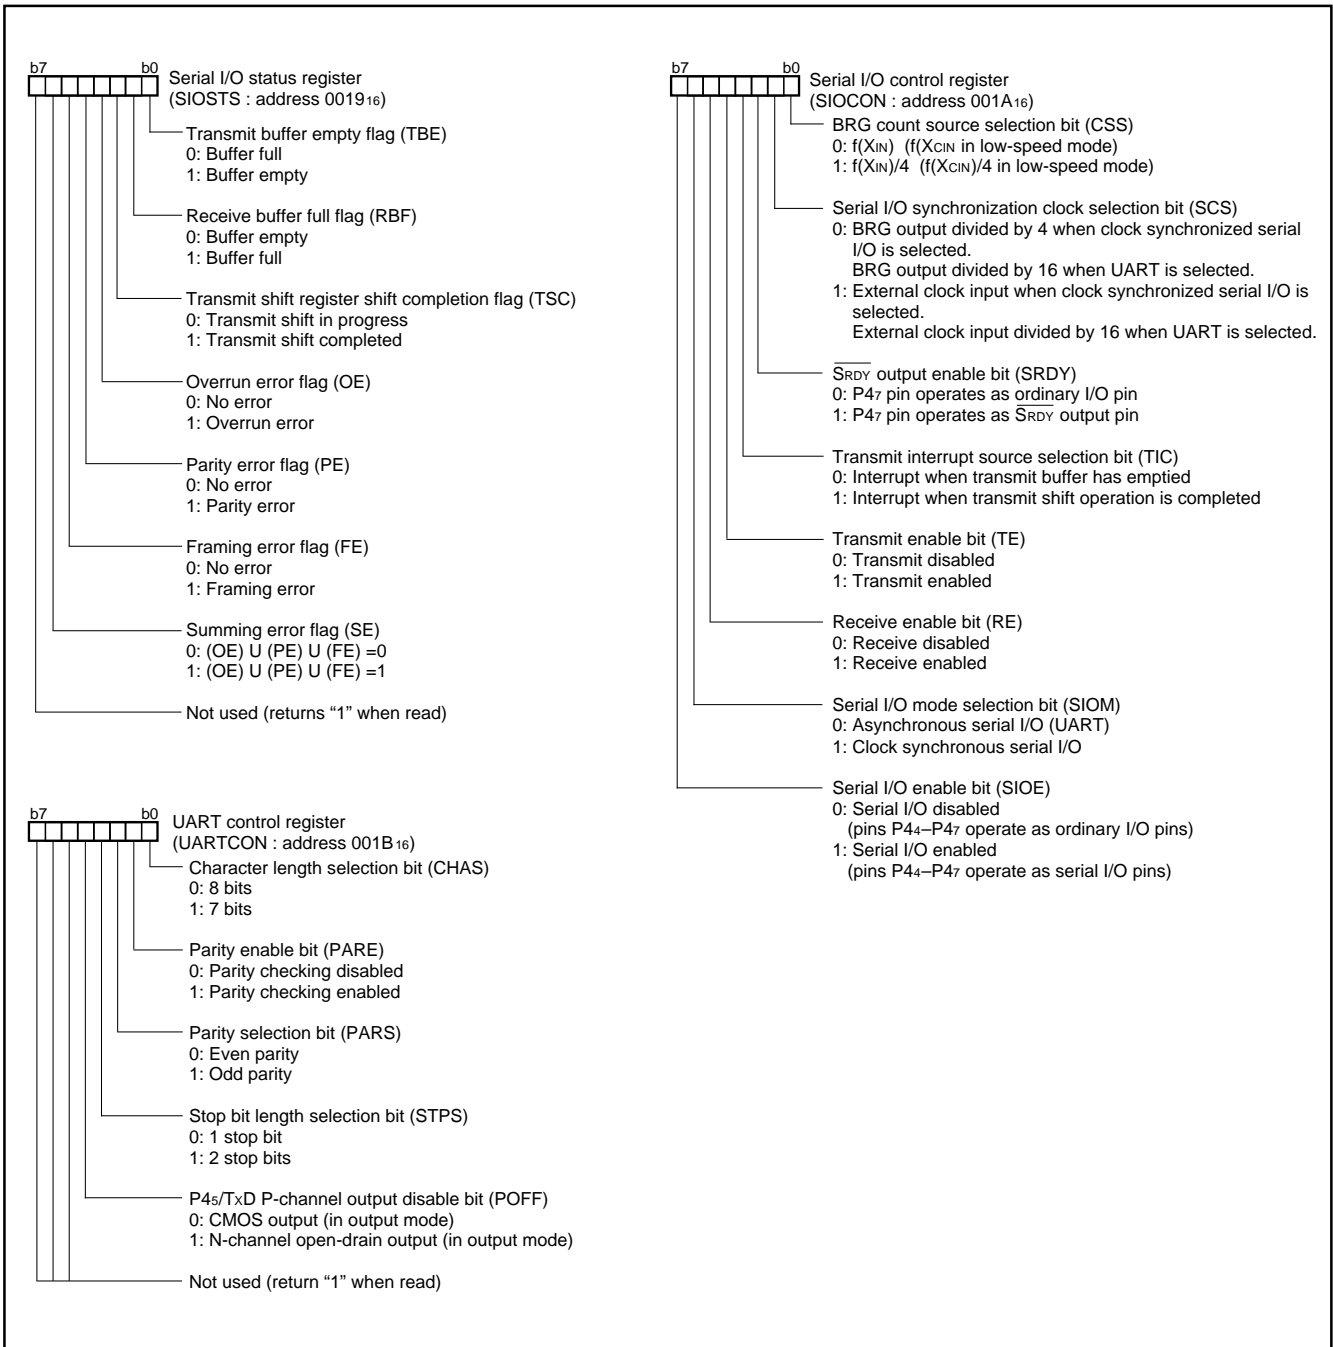 b7 b0
Serial I/O status register
(SIOSTS : address 0019₁₆)
Transmit buffer empty flag (TBE)
0: Buffer full
1: Buffer empty
Receive buffer full flag (RBF)
0: Buffer empty
1: Buffer full
Transmit shift register shift completion flag (TSC)
0: Transmit shift in progress
1: Transmit shift completed
Overrun error flag (OE)
0: No error
1: Overrun error
Parity error flag (PE)
0: No error
1: Parity error
Framing error flag (FE)
0: No error
1: Framing error
Summing error flag (SE)
0: (OE) U (PE) U (FE) =0
1: (OE) U (PE) U (FE) =1
Not used (returns “1” when read)
b7 b0
UART control register
(UARTCON : address 001B₁₆)
Character length selection bit (CHAS)
0: 8 bits
1: 7 bits
Parity enable bit (PARE)
0: Parity checking disabled
1: Parity checking enabled
Parity selection bit (PARS)
0: Even parity
1: Odd parity
Stop bit length selection bit (STPS)
0: 1 stop bit
1: 2 stop bits
P4₅/TxD P-channel output disable bit (POFF)
0: CMOS output (in output mode)
1: N-channel open-drain output (in output mode)
Not used (return “1” when read)
b7 b0
Serial I/O control register
(SIOCON : address 001A₁₆)
BRG count source selection bit (CSS)
0: f(XIN) (f(XCIN in low-speed mode)
1: f(XIN)/4 (f(XCIN)/4 in low-speed mode)
Serial I/O synchronization clock selection bit (SCS)
0: BRG output divided by 4 when clock synchronized serial
I/O is selected.
BRG output divided by 16 when UART is selected.
1: External clock input when clock synchronized serial I/O is
selected.
External clock input divided by 16 when UART is selected.
SRDY output enable bit (SRDY)
0: P4₇ pin operates as ordinary I/O pin
1: P4₇ pin operates as SRDY output pin
Transmit interrupt source selection bit (TIC)
0: Interrupt when transmit buffer has emptied
1: Interrupt when transmit shift operation is completed
Transmit enable bit (TE)
0: Transmit disabled
1: Transmit enabled
Receive enable bit (RE)
0: Receive disabled
1: Receive enabled
Serial I/O mode selection bit (SIOM)
0: Asynchronous serial I/O (UART)
1: Clock synchronous serial I/O
Serial I/O enable bit (SIOE)
0: Serial I/O disabled
(pins P4₄–P4₇ operate as ordinary I/O pins)
1: Serial I/O enabled
(pins P4₄–P4₇ operate as serial I/O pins)